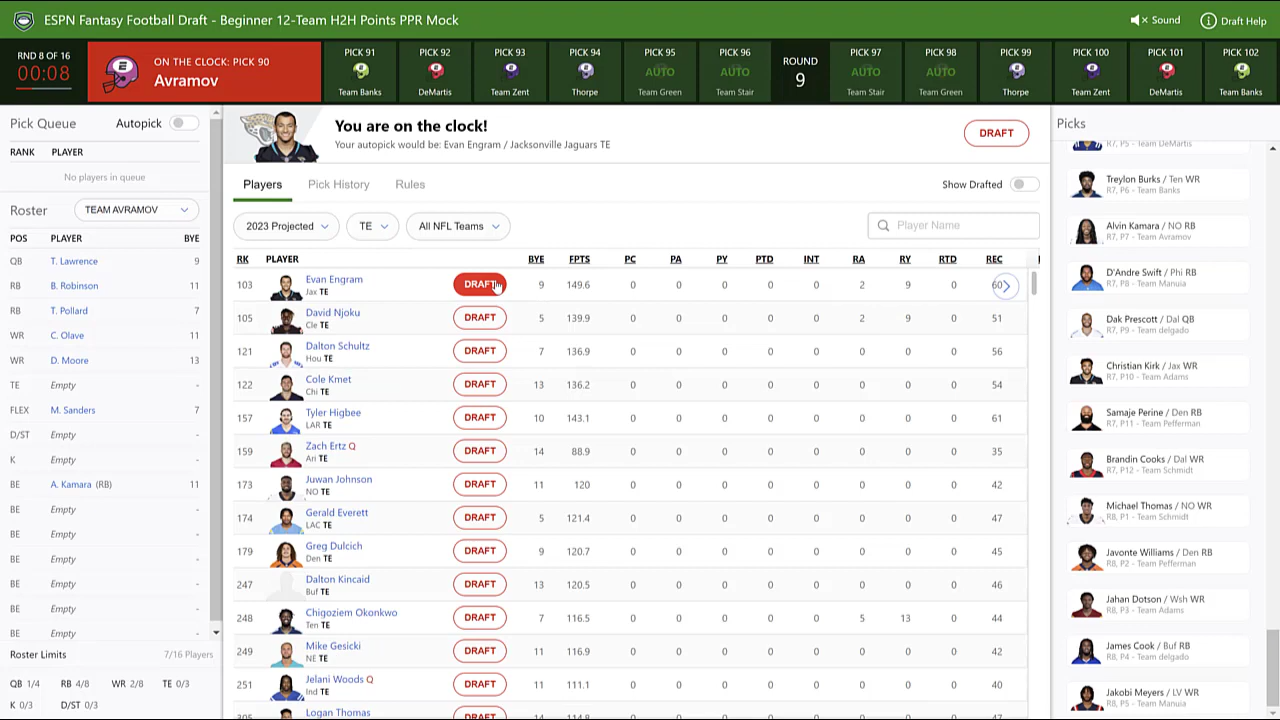 ESPN Fantasy Football Draft - Beginner 12-Team H2H Points PPR Mock
Sound
Draft Help
RND 8 OF 16
00:08
ON THE CLOCK: PICK 90
Avramov
PICK 91
Team Banks
PICK 92
DeMartis
PICK 93
Team Zent
PICK 94
Thorpe
PICK 95
AUTO
Team Green
PICK 96
AUTO
Team Stair
ROUND
9
PICK 97
AUTO
Team Stair
PICK 98
AUTO
Team Green
PICK 99
Thorpe
PICK 100
Team Zent
PICK 101
DeMartis
PICK 102
Team Banks
Pick Queue Autopick
RANK PLAYER
No players in queue
Roster TEAM AVRAMOV
POS PLAYER BYE
QB T. Lawrence 9
RB B. Robinson 11
RB T. Pollard 7
WR C. Olave 11
WR D. Moore 13
TE Empty -
FLEX M. Sanders 7
D/ST Empty -
K Empty -
BE A. Kamara (RB) 11
BE Empty -
BE Empty -
BE Empty -
BE Empty -
BE Empty -
BE Empty -
Roster Limits 7/16 Players
QB 1/4 RB 4/8 WR 2/8 TE 0/3
K 0/3 D/ST 0/3
You are on the clock!
Your autopick would be: Evan Engram / Jacksonville Jaguars TE
DRAFT
Players Pick History Rules
Show Drafted
2023 Projected TE All NFL Teams
Player Name
RK PLAYER BYE FPTS PC PA PY PTD INT RA RY RTD REC
103 Evan Engram Jax TE DRAFT 9 149.6 0 0 0 0 0 2 7 0 60
105 David Njoku Cle TE DRAFT 5 139.9 0 0 0 0 0 2 9 0 51
121 Dalton Schultz Hou TE DRAFT 7 136.9 0 0 0 0 0 0 0 0 56
122 Cole Kmet Chi TE DRAFT 13 136.2 0 0 0 0 0 0 0 0 54
157 Tyler Higbee LAR TE DRAFT 10 143.1 0 0 0 0 0 0 0 0 61
159 Zach Ertz Q Ari TE DRAFT 14 88.9 0 0 0 0 0 0 0 0 35
173 Juwan Johnson NO TE DRAFT 11 120 0 0 0 0 0 0 0 0 42
174 Gerald Everett LAC TE DRAFT 5 121.4 0 0 0 0 0 0 0 0 47
179 Greg Dulcich Den TE DRAFT 9 120.7 0 0 0 0 0 0 0 0 43
247 Dalton Kincaid Buf TE DRAFT 13 120.5 0 0 0 0 0 0 0 0 46
248 Chigoziem Okonkwo Ten TE DRAFT 7 116.5 0 0 0 0 0 5 13 0 44
249 Mike Gesicki NE TE DRAFT 11 116.9 0 0 0 0 0 0 0 0 42
251 Jelani Woods Q Ind TE DRAFT 11 111.1 0 0 0 0 0 0 0 0 40
Logan Thomas
Picks
R7, P5 - Team DeMartis
Treylon Burks / Ten WR
R7, P6 - Team Banks
Alvin Kamara / NO RB
R7, P7 - Team Avramov
D'Andre Swift / Phi RB
R7, P8 - Team Manuia
Dak Prescott / Dal QB
R7, P9 - Team delgado
Christian Kirk / Jax WR
R7, P10 - Team Adams
Samaje Perine / Den RB
R7, P11 - Team Pefferman
Brandin Cooks / Dal WR
R7, P12 - Team Schmidt
Michael Thomas / NO WR
R8, P1 - Team Schmidt
Javonte Williams / Den RB
R8, P2 - Team Pefferman
Jahan Dotson / Wsh WR
R8, P3 - Team Adams
James Cook / Buf RB
R8, P4 - Team delgado
Jakobi Meyers / LV WR
R8, P5 - Team Manuia